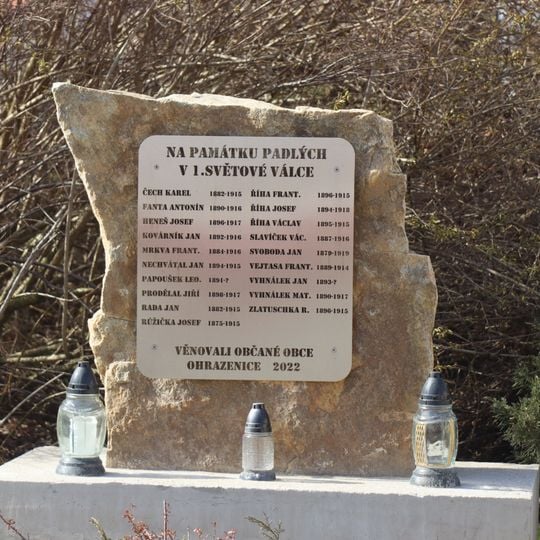 NA PAMÁTKU PADLÝCH
V 1.SVĚTOVÉ VÁLCE
ČECH KAREL 1882-1915
FANTA ANTONÍN 1890-1916
HENEŠ JOSEF 1896-1917
KOVÁRNÍK JAN 1892-1916
MRKVA FRANT. 1884-1916
NECHVÁTAL JAN 1894-1915
PAPOUŠEK LEO. 1891-?
PRODĚLAL JIŘÍ 1898-1917
RADA JAN 1882-1915
RŮŽIČKA JOSEF 1875-1915
ŘÍHA FRANT. 1896-1915
ŘÍHA JOSEF 1894-1918
ŘÍHA VÁCLAV 1895-1915
SLAVÍČEK VÁC. 1887-1916
SVOBODA JAN 1879-1919
VEJTASA FRANT. 1889-1914
VYHNÁLEK JAN 1893-?
VYHNÁLEK MAT. 1890-1917
ZLATUSCHKA R. 1896-1915
VĚNOVALI OBČANÉ OBCE
OHRAZENICE 2022